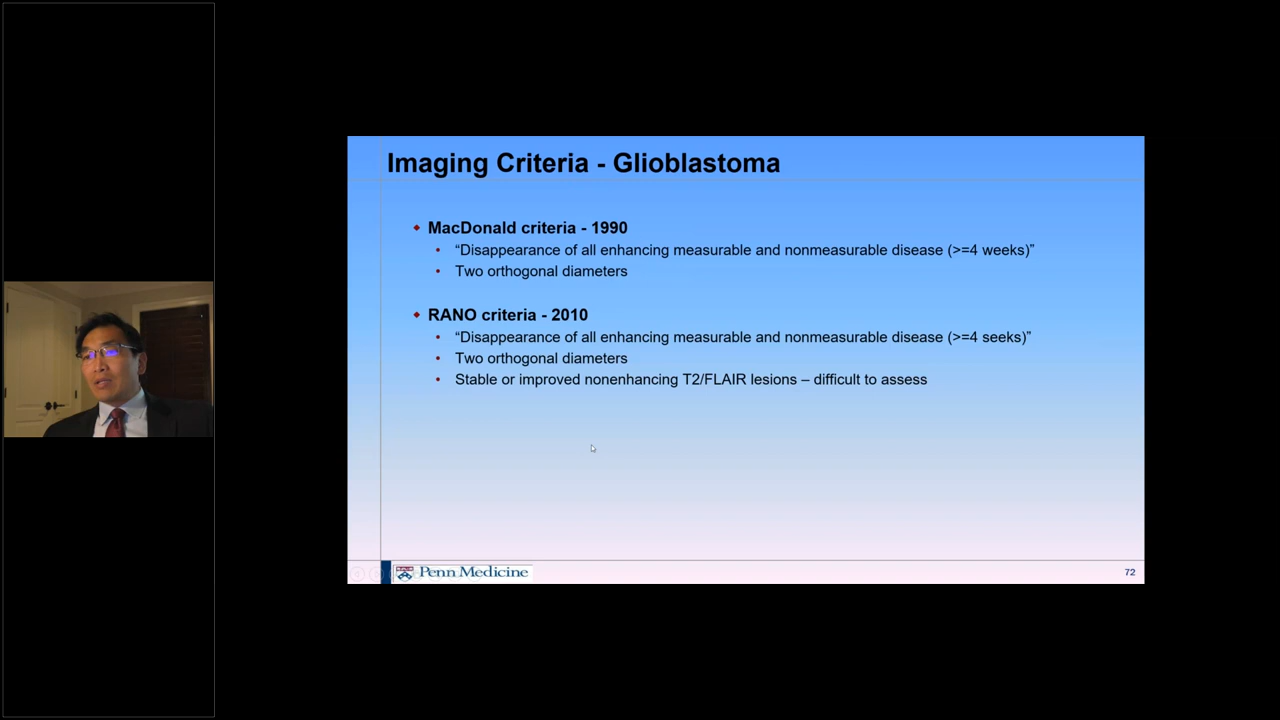 Imaging Criteria - Glioblastoma
MacDonald criteria - 1990
“Disappearance of all enhancing measurable and nonmeasurable disease (>=4 weeks)”
Two orthogonal diameters
RANO criteria - 2010
“Disappearance of all enhancing measurable and nonmeasurable disease (>=4 seeks)”
Two orthogonal diameters
Stable or improved nonenhancing T2/FLAIR lesions – difficult to assess
Penn Medicine
72